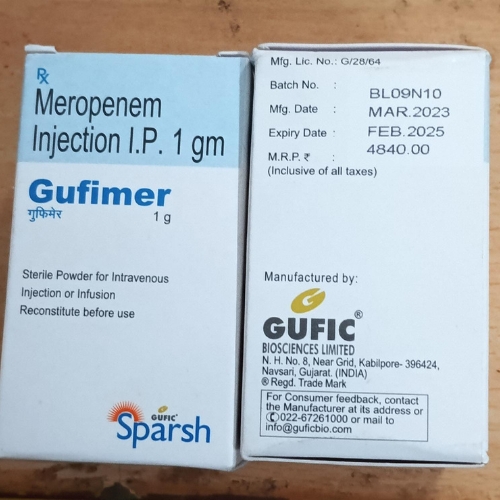 Rx
Meropenem
Injection I.P. 1 gm
Gufimer
गुफिमेर
1 g
Sterile Powder for Intravenous
Injection or Infusion
Reconstitute before use
GUFIC
Sparsh
Mfg. Lic. No.: G/28/64
Batch No. : BL09N10
Mfg. Date : MAR.2023
Expiry Date : FEB.2025
M.R.P. ₹ : 4840.00
(Inclusive of all taxes)
Manufactured by:
G
GUFIC®
BIOSCIENCES LIMITED
N. H. No. 8, Near Grid, Kabilpore- 396424,
Navsari, Gujarat. (INDIA)
® Regd. Trade Mark
For Consumer feedback, contact
the Manufacturer at its address or
✆022-67261000 or mail to
info@guficbio.com